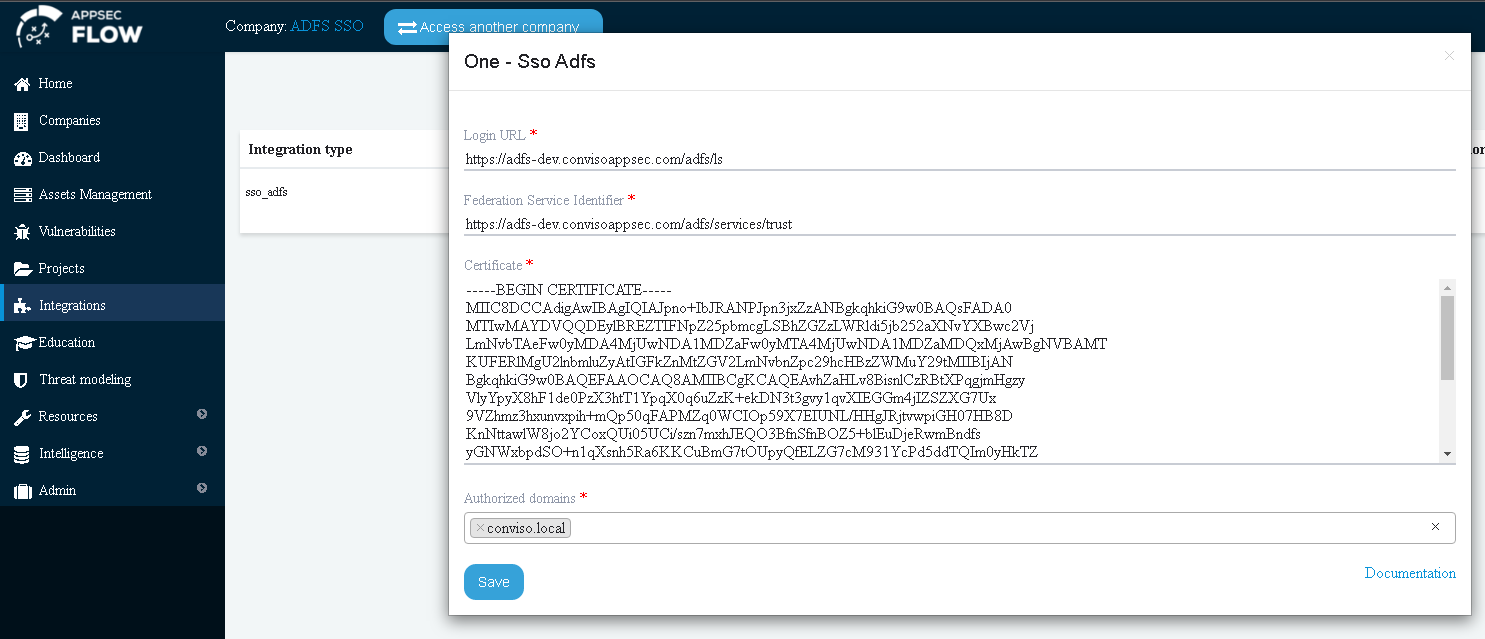 APPSEC
FLOW
Company: ADFS SSO
Access another company
Home
Companies
Dashboard
Assets Management
Vulnerabilities
Projects
Integrations
Education
Threat modeling
Resources
Intelligence
Admin
Integration type
sso_adfs
One - Sso Adfs
×
Login URL *
https://adfs-dev.convisoappsec.com/adfs/ls
Federation Service Identifier *
https://adfs-dev.convisoappsec.com/adfs/services/trust
Certificate *
-----BEGIN CERTIFICATE-----
MIIC8DCCAdigAwIBAgIQIAJpno+IbJRANPJpn3jxZzANBgkqhkiG9w0BAQsFADA0
MTIwMAYDVQQDEylBREZTIFNpZ25pbmcgLSBhZGZzLWRldi5jb252aXNvYXBwc2Vj
LmNvbTAeFw0yMDA4MjUwNDA1MDZaFw0yMTA4MjUwNDA1MDZaMDQxMjAwBgNVBAMT
KUFERlMgU2lnbmluZyAtIGFkZnMtZGV2LmNvbnZpc29hcHBzZWMuY29tMIIBIjAN
BgkqhkiG9w0BAQEFAAOCAQ8AMIIBCgKCAQEAvhZaHLv8BisnlCzRBtXPqgjmHgzy
VlyYpyX8hF1de0PzX3htT1YpqX0q6uZzK+ekDN3t3gvy1qvXIEGGm4jIZSZXG7Ux
9VZhmz3hxunvxpih+mQp50qFAPMZq0WCIOp59X7EIUNL/HHgJRjtvwpiGH07HB8D
KnNttawlW8jo2YCoxQUi05UCi/szn7mxhJEQO3BfnSfnBOZ5+blEuDjeRwmBndfs
yGNWxbpdSO+n1qXsnh5Ra6KKCuBmG7tOUpyQfELZG7cM931YcPd5ddTQIm0yHkTZ
Authorized domains *
×conviso.local
×
Save
Documentation